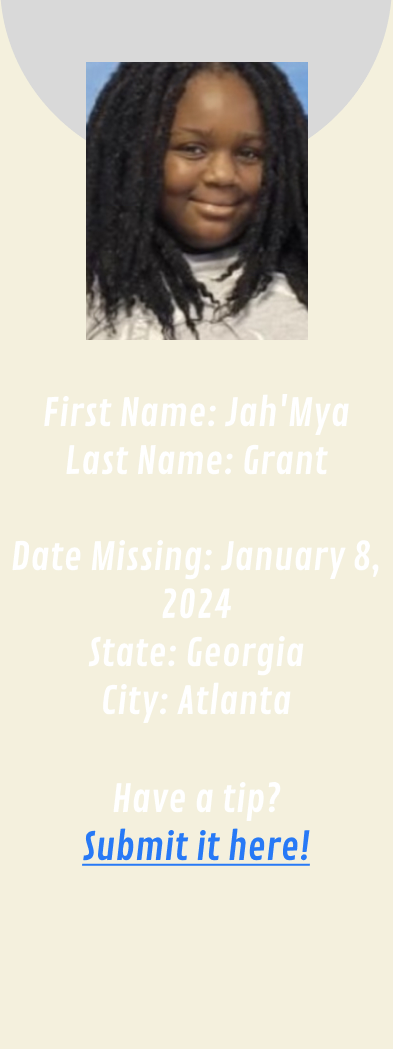 First Name: Jah'Mya
Last Name: Grant
Date Missing: January 8,
2024
State: Georgia
City: Atlanta
Have a tip?
Submit it here!